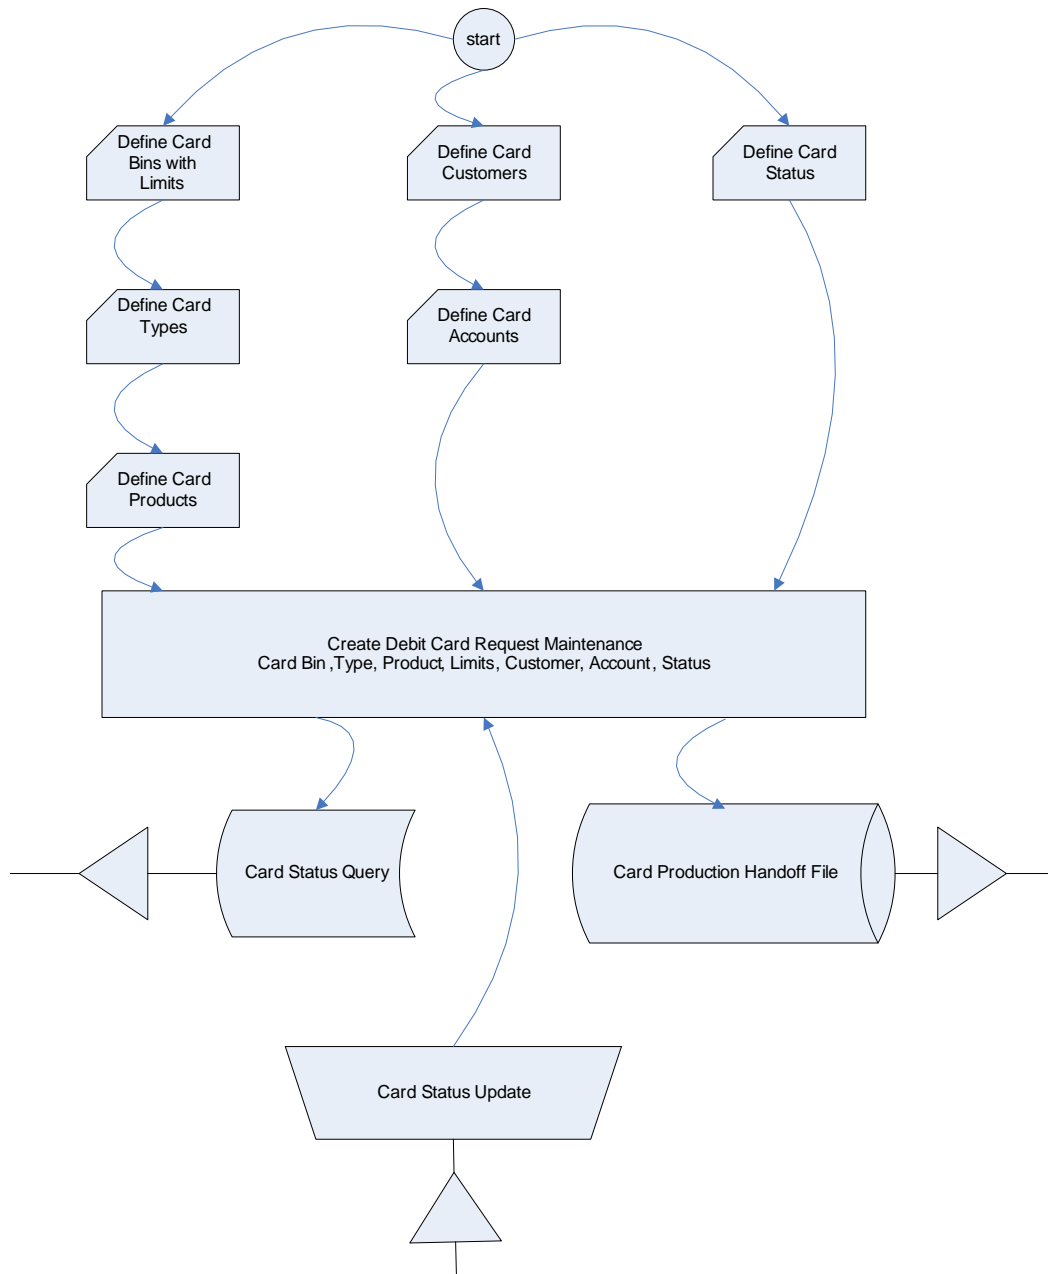 start
Define Card
Bins with
Limits
Define Card
Customers
Define Card
Status
Define Card
Types
Define Card
Accounts
Define Card
Products
Create Debit Card Request Maintenance
Card Bin ,Type, Product, Limits, Customer, Account, Status
Card Status Query
Card Production Handoff File
Card Status Update